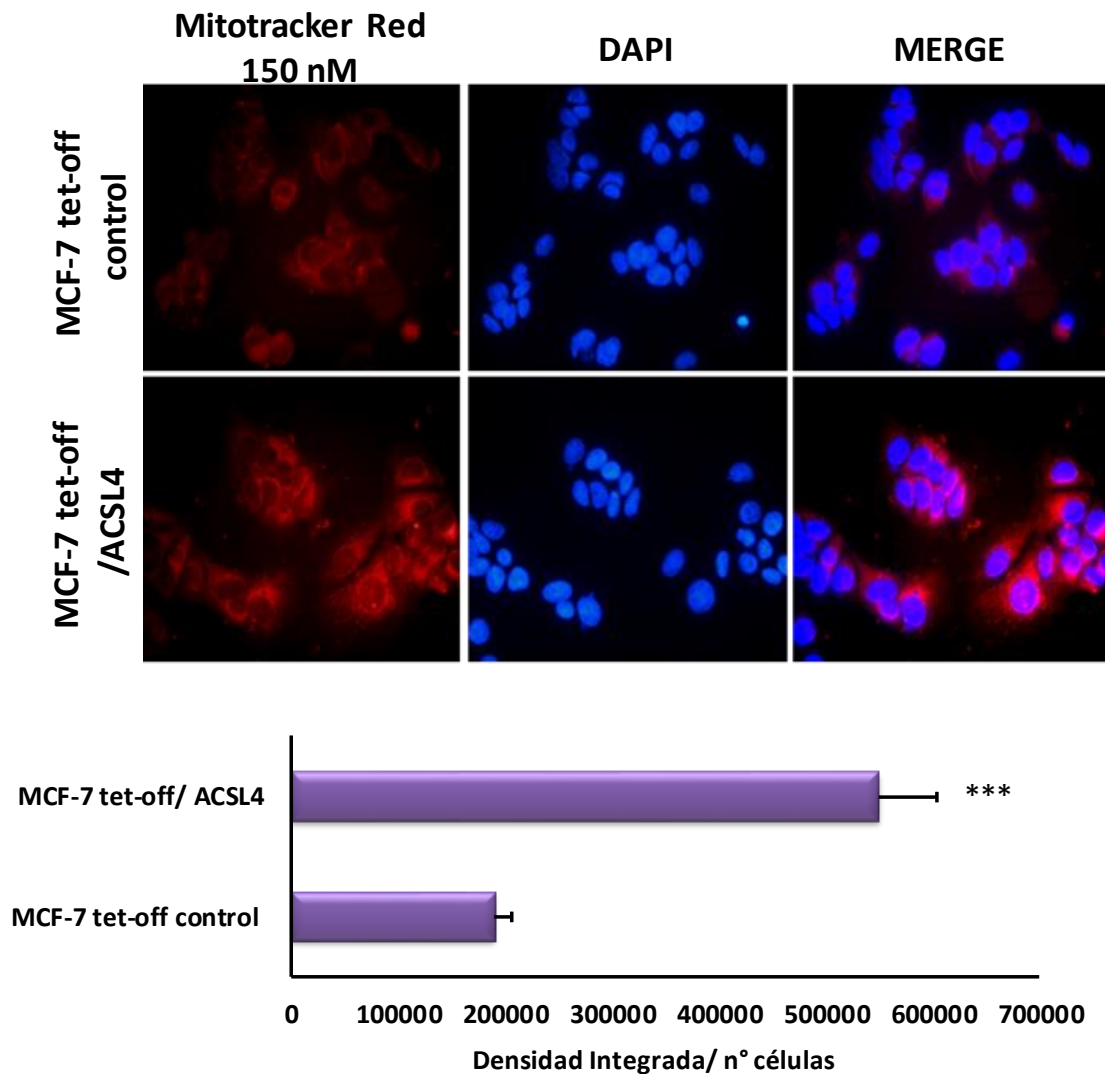 Mitotracker Red
150 nM
DAPI
MERGE
MCF-7 tet-off
control
MCF-7 tet-off
/ACSL4
MCF-7 tet-off/ ACSL4
***
MCF-7 tet-off control
0 100000 200000 300000 400000 500000 600000 700000
Densidad Integrada/ n° células